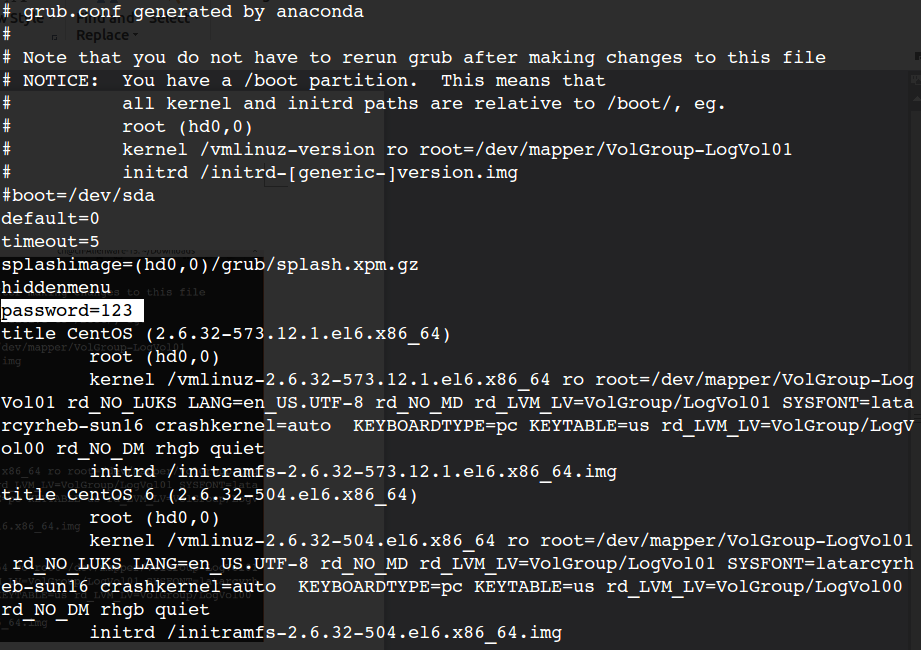 # grub.conf generated by anaconda
#
# Note that you do not have to rerun grub after making changes to this file
# NOTICE:  You have a /boot partition.  This means that
#          all kernel and initrd paths are relative to /boot/, eg.
#          root (hd0,0)
#          kernel /vmlinuz-version ro root=/dev/mapper/VolGroup-LogVol01
#          initrd /initrd-[generic-]version.img
#boot=/dev/sda
default=0
timeout=5
splashimage=(hd0,0)/grub/splash.xpm.gz
hiddenmenu
password=123
title CentOS (2.6.32-573.12.1.el6.x86_64)
        root (hd0,0)
        kernel /vmlinuz-2.6.32-573.12.1.el6.x86_64 ro root=/dev/mapper/VolGroup-Log
Vol01 rd_NO_LUKS LANG=en_US.UTF-8 rd_NO_MD rd_LVM_LV=VolGroup/LogVol01 SYSFONT=lata
rcyrheb-sun16 crashkernel=auto  KEYBOARDTYPE=pc KEYTABLE=us rd_LVM_LV=VolGroup/LogV
ol00 rd_NO_DM rhgb quiet
        initrd /initramfs-2.6.32-573.12.1.el6.x86_64.img
title CentOS 6 (2.6.32-504.el6.x86_64)
        root (hd0,0)
        kernel /vmlinuz-2.6.32-504.el6.x86_64 ro root=/dev/mapper/VolGroup-LogVol01
 rd_NO_LUKS LANG=en_US.UTF-8 rd_NO_MD rd_LVM_LV=VolGroup/LogVol01 SYSFONT=latarcyrh
eb-sun16 crashkernel=auto  KEYBOARDTYPE=pc KEYTABLE=us rd_LVM_LV=VolGroup/LogVol00
rd_NO_DM rhgb quiet
        initrd /initramfs-2.6.32-504.el6.x86_64.img